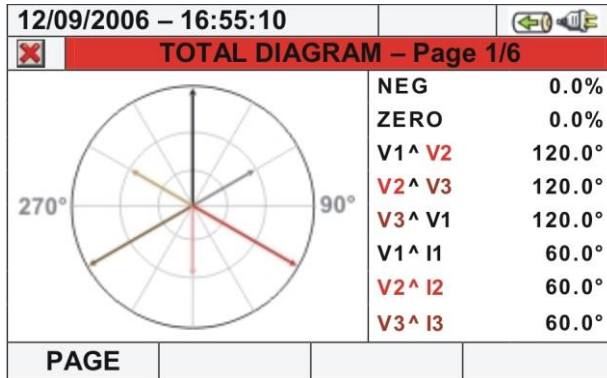 12/09/2006 – 16:55:10
TOTAL DIAGRAM – Page 1/6
270°
90°
NEG 0.0%
ZERO 0.0%
V1^ V2 120.0°
V2^ V3 120.0°
V3^ V1 120.0°
V1^ I1 60.0°
V2^ I2 60.0°
V3^ I3 60.0°
PAGE